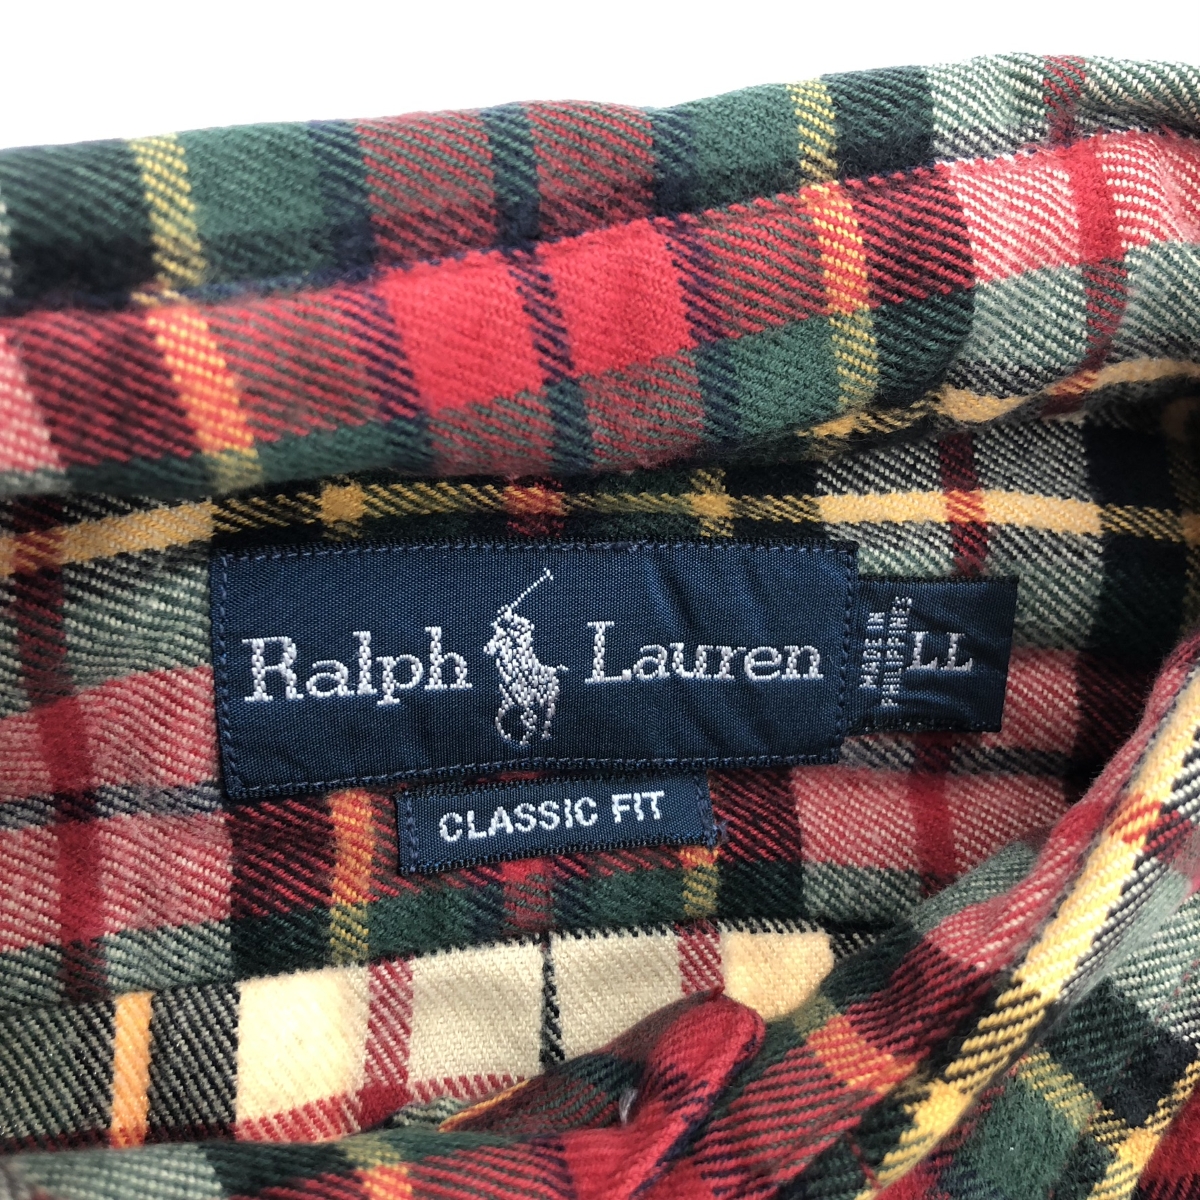 Ralph Lauren
MADE IN
PHILIPPINES
LL
CLASSIC FIT